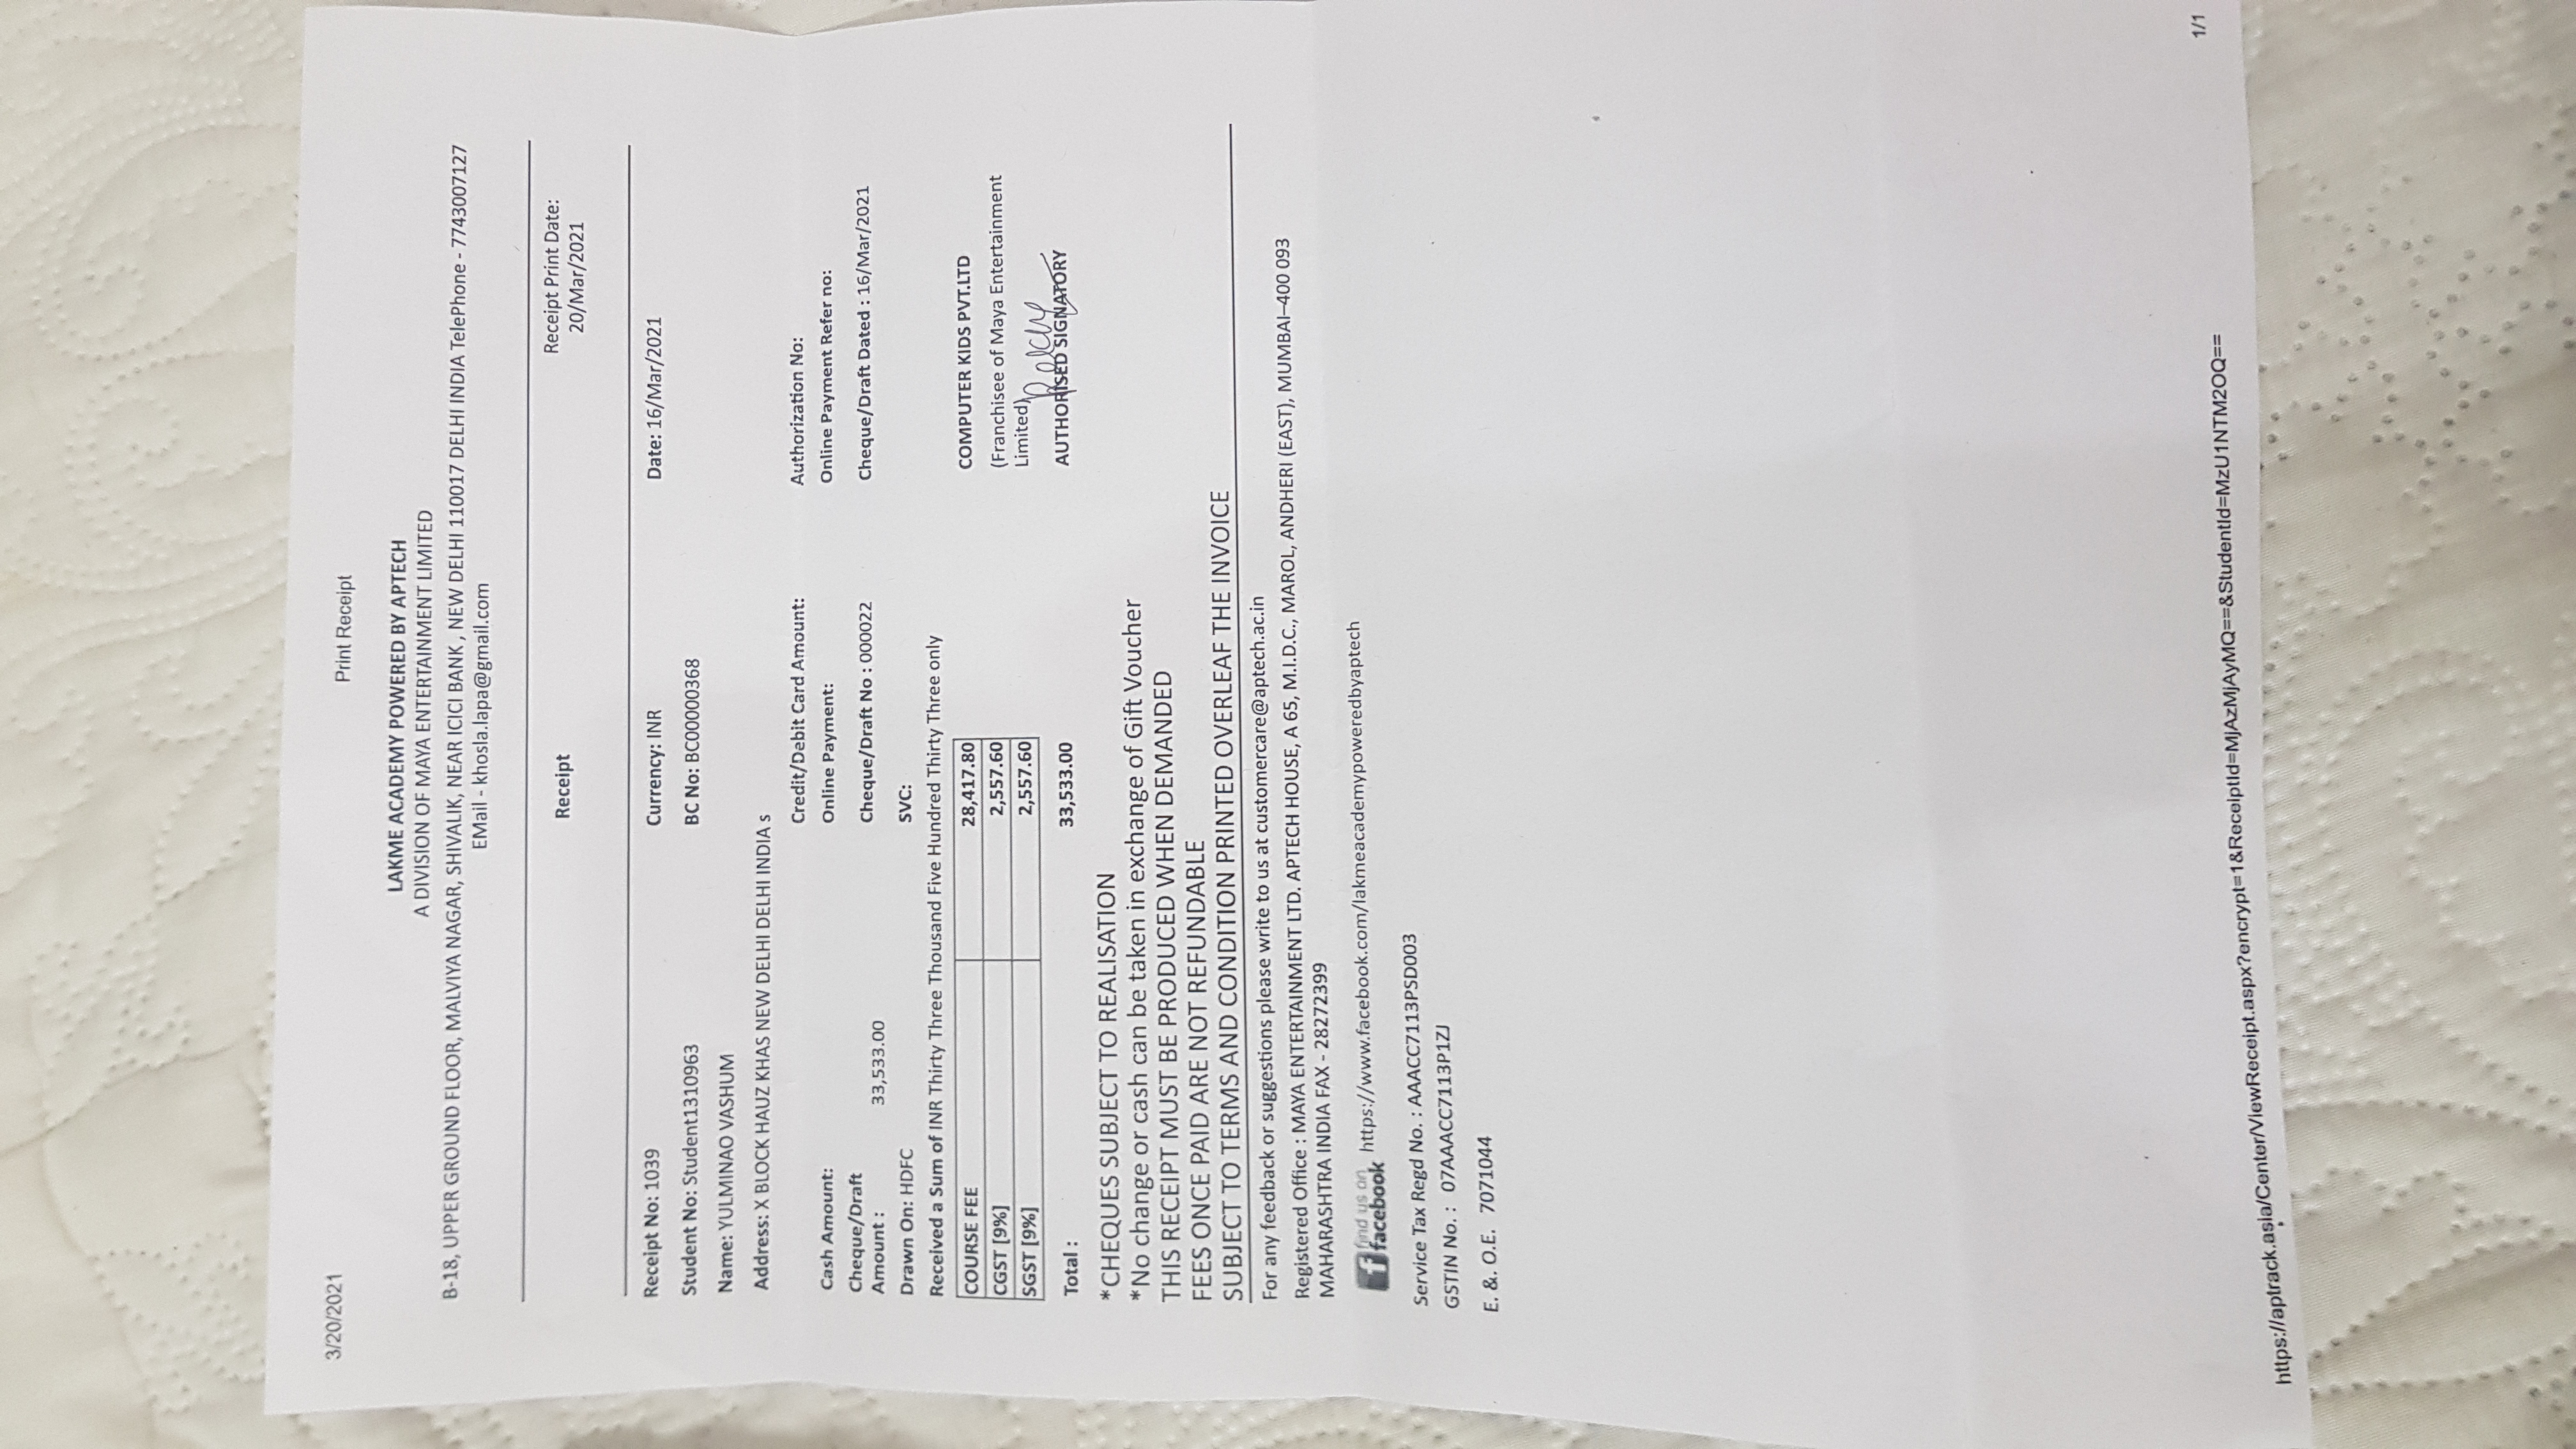 3/20/2021
Print Receipt
LAKME ACADEMY POWERED BY APTECH
A DIVISION OF MAYA ENTERTAINMENT LIMITED
B-18, UPPER GROUND FLOOR, MALVIYA NAGAR, SHIVALIK, NEAR ICICI BANK , NEW DELHI 110017 DELHI INDIA TelePhone - 7743007127
EMail - khosla.lapa@gmail.com
Receipt
Receipt Print Date:
20/Mar/2021
Receipt No: 1039 Currency: INR Date: 16/Mar/2021
Student No: Student1310963 BC No: BC00000368
Name: YULMINAO VASHUM
Address: X BLOCK HAUZ KHAS NEW DELHI DELHI INDIA s
Credit/Debit Card Amount: Authorization No:
Cash Amount: Online Payment: Online Payment Refer no:
Cheque/Draft
Amount : 33,533.00 Cheque/Draft No : 000022 Cheque/Draft Dated : 16/Mar/2021
Drawn On: HDFC SVC:
Received a Sum of INR Thirty Three Thousand Five Hundred Thirty Three only
COURSE FEE 28,417.80
CGST [9%] 2,557.60
SGST [9%] 2,557.60
Total : 33,533.00
COMPUTER KIDS PVT.LTD
(Franchisee of Maya Entertainment
Limited)
AUTHORISED SIGNATORY
*CHEQUES SUBJECT TO REALISATION
*No change or cash can be taken in exchange of Gift Voucher
THIS RECEIPT MUST BE PRODUCED WHEN DEMANDED
FEES ONCE PAID ARE NOT REFUNDABLE
SUBJECT TO TERMS AND CONDITION PRINTED OVERLEAF THE INVOICE
For any feedback or suggestions please write to us at customercare@aptech.ac.in
Registered Office : MAYA ENTERTAINMENT LTD. APTECH HOUSE, A 65, M.I.D.C., MAROL, ANDHERI (EAST), MUMBAI–400 093
MAHARASHTRA INDIA FAX - 28272399
find us on
facebook https://www.facebook.com/lakmeacademypoweredbyaptech
Service Tax Regd No. : AAACC7113PSD003
GSTIN No. : 07AAACC7113P1ZJ
E. &. O.E. 7071044
1/1
https://aptrack.asia/Center/ViewReceipt.aspx?encrypt=1&ReceiptId=MjAzMjAyMQ==&StudentId=MzU1NTM2OQ==